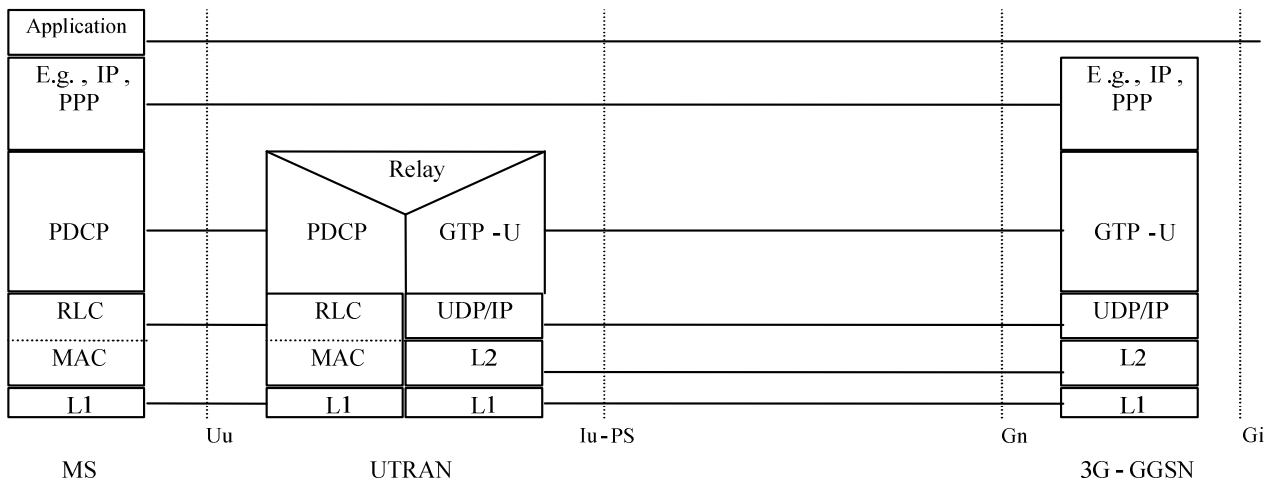 Application
E.g. , IP ,
PPP
E .g. , IP ,
PPP
Relay
PDCP
PDCP
GTP - U
GTP - U
RLC
RLC
UDP/IP
UDP/IP
MAC
MAC
L2
L2
L1
L1
L1
L1
Uu
Iu - PS
Gn
Gi
MS
UTRAN
3G - GGSN